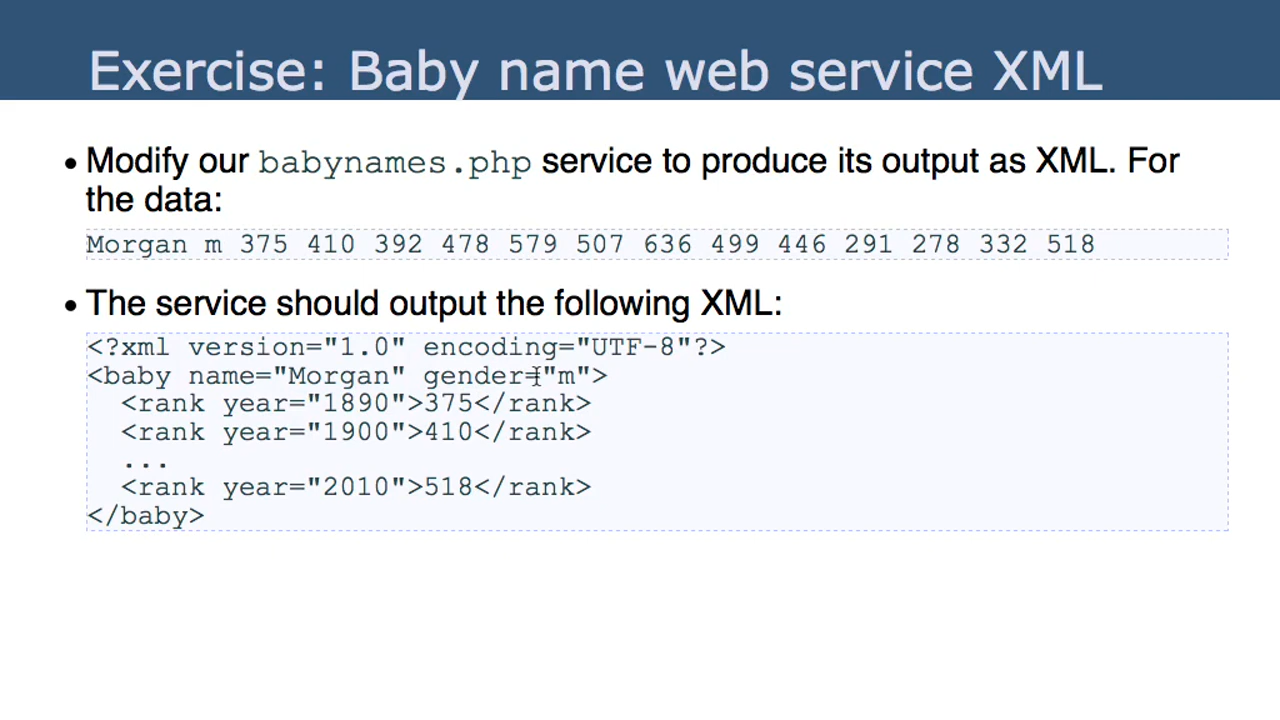 Exercise: Baby name web service XML
• Modify our babynames.php service to produce its output as XML. For
the data:
Morgan m 375 410 392 478 579 507 636 499 446 291 278 332 518
• The service should output the following XML:
<?xml version="1.0" encoding="UTF-8"?>
<baby name="Morgan" gender="m">
  <rank year="1890">375</rank>
  <rank year="1900">410</rank>
  ...
  <rank year="2010">518</rank>
</baby>